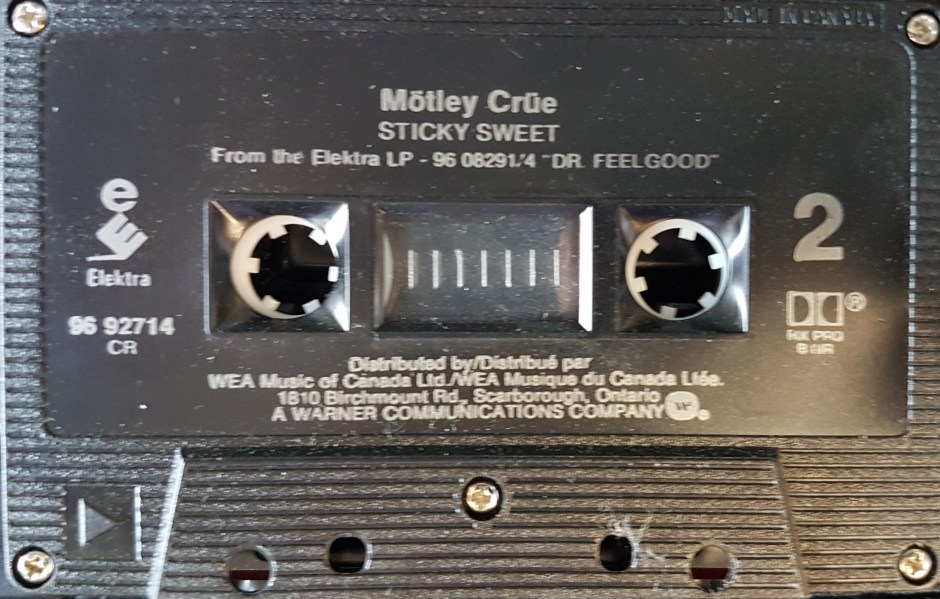 Mötley Crüe
STICKY SWEET
From the Elektra LP - 96 08291/4 "DR. FEELGOOD"
e
E
Elektra
96 92714
CR
2
®
HX PRO
B NR
Distributed by/Distribué par
WEA Music of Canada Ltd./WEA Musique du Canada Ltée.
1810 Birchmount Rd., Scarborough, Ontario
A WARNER COMMUNICATIONS COMPANY